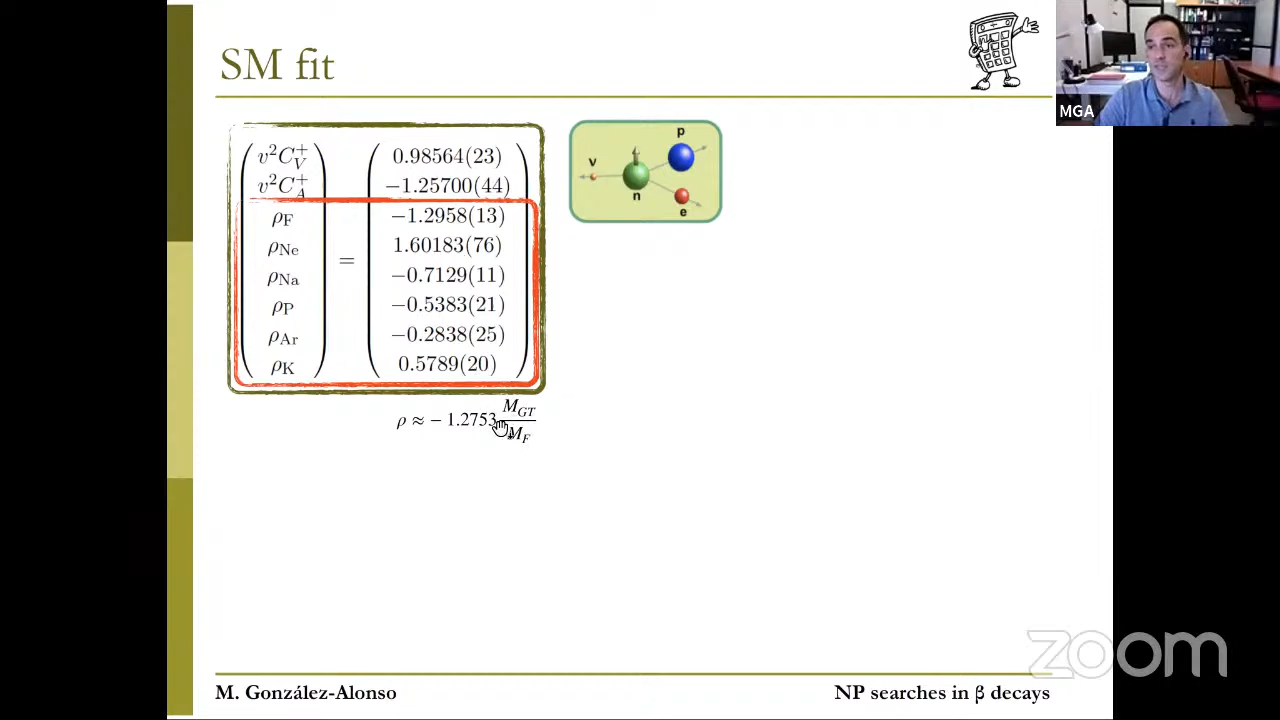 SM fit
MGA
v²C_V^+ 0.98564(23)
v²C_A^+ −1.25700(44)
ρ_F −1.2958(13)
ρ_Ne 1.60183(76)
ρ_Na = −0.7129(11)
ρ_P −0.5383(21)
ρ_Ar −0.2838(25)
ρ_K 0.5789(20)
ρ ≈ − 1.2753 M_GT / M_F
p
ν
n
e
zoom
M. González-Alonso
NP searches in β decays